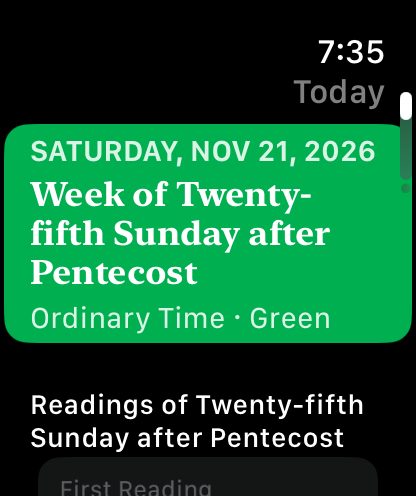 7:35
Today
SATURDAY, NOV 21, 2026
Week of Twenty-
fifth Sunday after
Pentecost
Ordinary Time · Green
Readings of Twenty-fifth
Sunday after Pentecost
First Reading